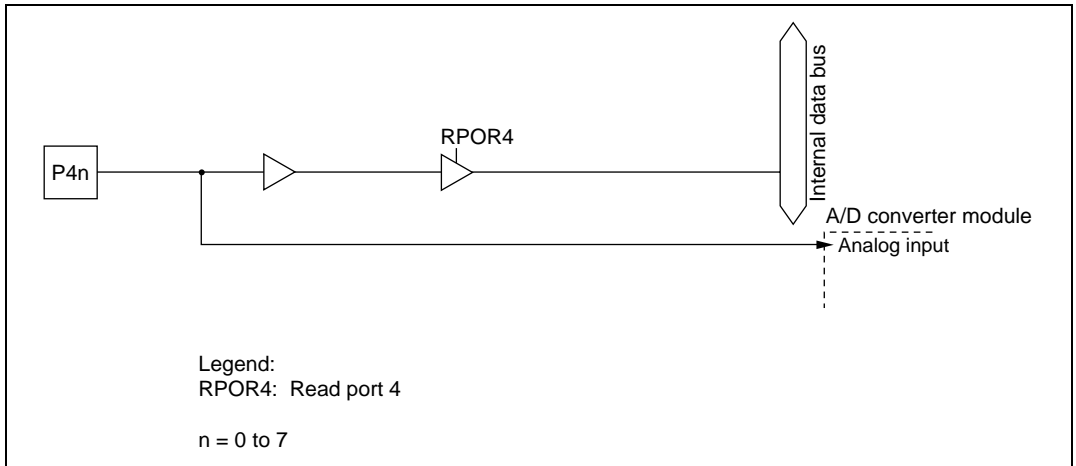 RPOR4
P4n
Internal data bus
A/D converter module
Analog input
Legend:
RPOR4: Read port 4
n = 0 to 7